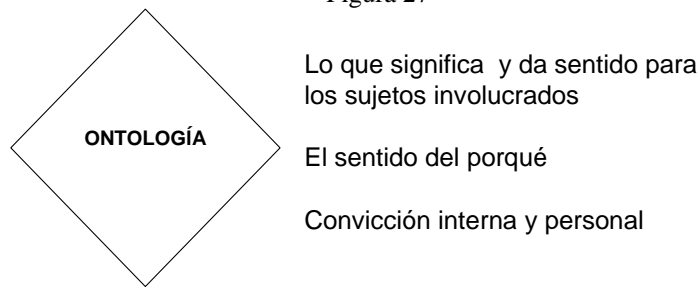 Figura 27
Lo que significa y da sentido para
los sujetos involucrados
ONTOLOGÍA
El sentido del porqué
Convicción interna y personal